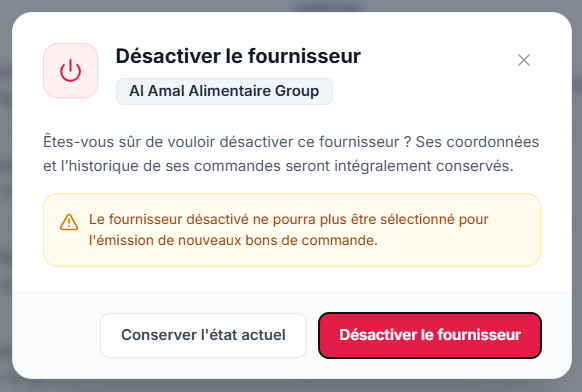 Désactiver le fournisseur
Al Amal Alimentaire Group
Êtes-vous sûr de vouloir désactiver ce fournisseur ? Ses coordonnées
et l’historique de ses commandes seront intégralement conservés.
Le fournisseur désactivé ne pourra plus être sélectionné pour
l'émission de nouveaux bons de commande.
Conserver l'état actuel
Désactiver le fournisseur